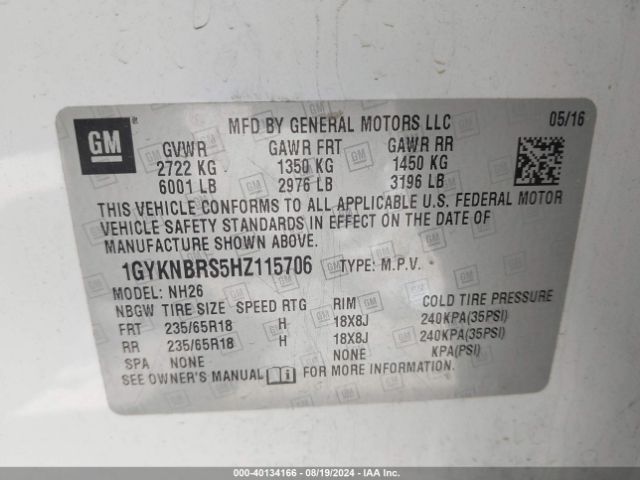 GM
MFD BY GENERAL MOTORS LLC 05/16
GVWR GAWR FRT GAWR RR
2722 KG 1350 KG 1450 KG
6001 LB 2976 LB 3196 LB
THIS VEHICLE CONFORMS TO ALL APPLICABLE U.S. FEDERAL MOTOR
VEHICLE SAFETY STANDARDS IN EFFECT ON THE DATE OF
MANUFACTURE SHOWN ABOVE.
1GYKNBRS5HZ115706 TYPE: M.P.V.
MODEL: NH26
NBGW TIRE SIZE SPEED RTG RIM COLD TIRE PRESSURE
FRT 235/65R18 H 18X8J 240KPA(35PSI)
RR 235/65R18 H 18X8J 240KPA(35PSI)
SPA NONE NONE KPA(PSI)
SEE OWNER'S MANUAL FOR MORE INFORMATION.
000-40134166 - 08/19/2024 - IAA Inc.